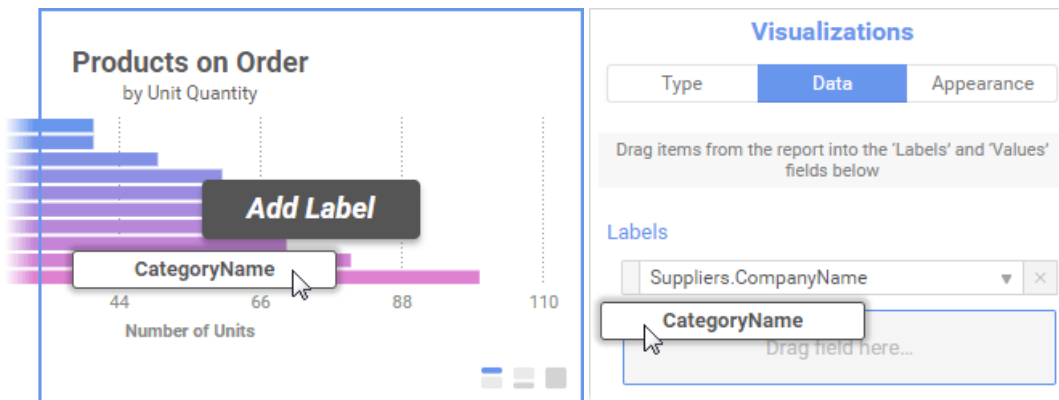 Products on Order
by Unit Quantity
Add Label
CategoryName
44 66 88 110
Number of Units
Visualizations
Type Data Appearance
Drag items from the report into the 'Labels' and 'Values'
fields below
Labels
Suppliers.CompanyName
CategoryName
Drag field here...